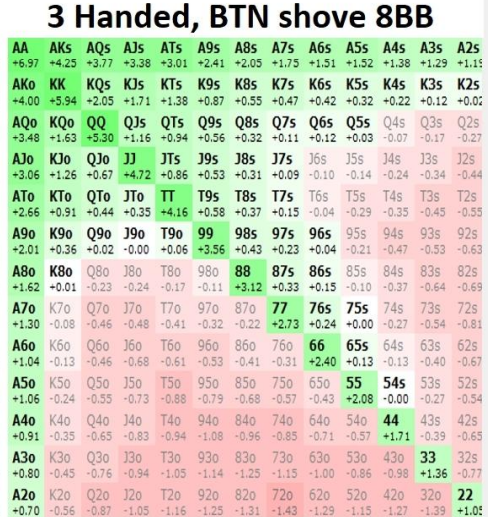 3 Handed, BTN shove 8BB
AA AKs AQs AJs ATs A9s A8s A7s A6s A5s A4s A3s A2s
+6.97 +4.25 +3.77 +3.38 +3.01 +2.41 +2.05 +1.75 +1.51 +1.52 +1.38 +1.29 +1.19
AKo KK KQs KJs KTs K9s K8s K7s K6s K5s K4s K3s K2s
+4.00 +5.94 +2.05 +1.71 +1.38 +0.87 +0.55 +0.47 +0.42 +0.32 +0.22 +0.12 +0.02
AQo KQo QQ QJs QTs Q9s Q8s Q7s Q6s Q5s Q4s Q3s Q2s
+3.48 +1.63 +5.30 +1.16 +0.94 +0.56 +0.32 +0.11 +0.12 +0.03 -0.07 -0.17 -0.27
AJo KJo QJo JJ JTs J9s J8s J7s J6s J5s J4s J3s J2s
+3.06 +1.26 +0.67 +4.72 +0.86 +0.53 +0.31 +0.09 -0.10 -0.14 -0.24 -0.34 -0.44
ATo KTo QTo JTo TT T9s T8s T7s T6s T5s T4s T3s T2s
+2.66 +0.91 +0.44 +0.35 +4.16 +0.58 +0.37 +0.15 -0.04 -0.29 -0.35 -0.45 -0.55
A9o K9o Q9o J9o T9o 99 98s 97s 96s 95s 94s 93s 92s
+2.01 +0.36 +0.02 -0.00 +0.06 +3.56 +0.43 +0.23 +0.04 -0.21 -0.47 -0.53 -0.63
A8o K8o Q8o J8o T8o 98o 88 87s 86s 85s 84s 83s 82s
+1.62 +0.01 -0.23 -0.24 -0.17 -0.11 +3.12 +0.33 +0.15 -0.10 -0.37 -0.64 -0.69
A7o K7o Q7o J7o T7o 97o 87o 77 76s 75s 74s 73s 72s
+1.30 -0.08 -0.46 -0.48 -0.41 -0.32 -0.22 +2.73 +0.24 +0.00 -0.27 -0.54 -0.81
A6o K6o Q6o J6o T6o 96o 86o 76o 66 65s 64s 63s 62s
+1.04 -0.13 -0.46 -0.68 -0.61 -0.53 -0.41 -0.31 +2.40 +0.13 -0.13 -0.40 -0.67
A5o K5o Q5o J5o T5o 95o 85o 75o 65o 55 54s 53s 52s
+1.06 -0.24 -0.55 -0.73 -0.88 -0.79 -0.68 -0.57 -0.43 +2.08 -0.00 -0.27 -0.54
A4o K4o Q4o J4o T4o 94o 84o 74o 64o 54o 44 43s 42s
+0.91 -0.35 -0.65 -0.83 -0.94 -1.08 -0.96 -0.85 -0.71 -0.57 +1.71 -0.39 -0.65
A3o K3o Q3o J3o T3o 93o 83o 73o 63o 53o 43o 33 32s
+0.80 -0.45 -0.76 -0.94 -1.05 -1.14 -1.25 -1.15 -1.00 -0.86 -0.98 +1.36 -0.77
A2o K2o Q2o J2o T2o 92o 82o 72o 62o 52o 42o 32o 22
+0.70 -0.56 -0.87 -1.05 -1.16 -1.25 -1.31 -1.43 -1.29 -1.15 -1.27 -1.39 +1.05